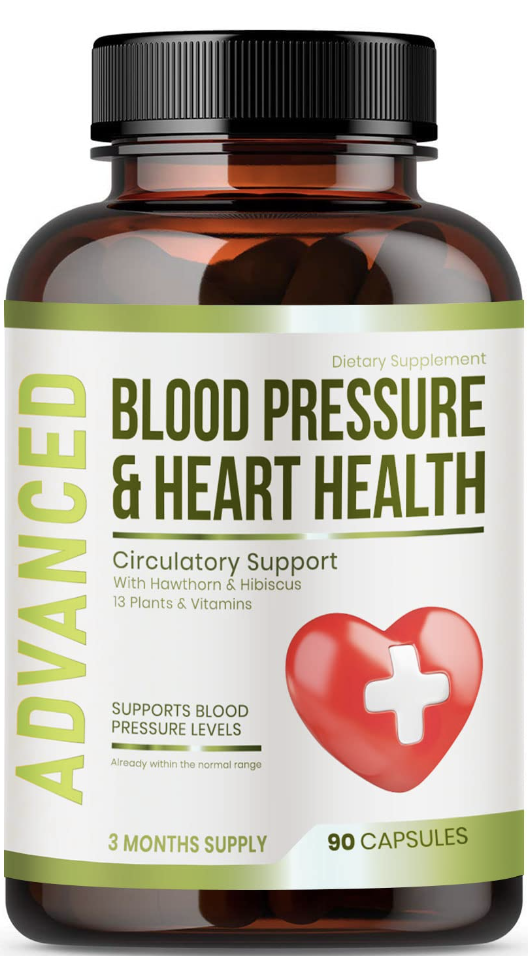 Dietary Supplement
ADVANCED
BLOOD PRESSURE
& HEART HEALTH
Circulatory Support
With Hawthorn & Hibiscus
13 Plants & Vitamins
SUPPORTS BLOOD
PRESSURE LEVELS
Already within the normal range
3 MONTHS SUPPLY
90 CAPSULES